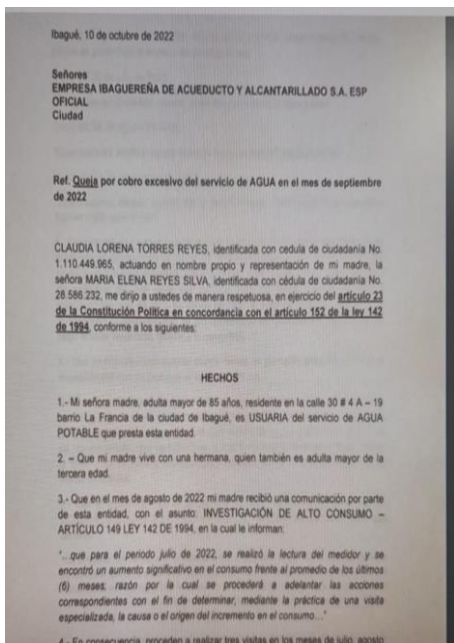 Ibagué, 10 de octubre de 2022
Señores
EMPRESA IBAGUEREÑA DE ACUEDUCTO Y ALCANTARILLADO S.A. ESP
OFICIAL
Ciudad
Ref. Queja por cobro excesivo del servicio de AGUA en el mes de septiembre
de 2022
CLAUDIA LORENA TORRES REYES, identificada con cedula de ciudadanía No.
1.110.449.965, actuando en nombre propio y representación de mi madre, la
señora MARIA ELENA REYES SILVA, identificada con cédula de ciudadanía No.
28.586.232, me dirijo a ustedes de manera respetuosa, en ejercicio del artículo 23
de la Constitución Política en concordancia con el artículo 152 de la ley 142
de 1994, conforme a los siguientes:
HECHOS
1.- Mi señora madre, adulta mayor de 85 años, residente en la calle 30 # 4 A – 19
barrio La Francia de la ciudad de Ibagué, es USUARIA del servicio de AGUA
POTABLE que presta esta entidad.
2. – Que mi madre vive con una hermana, quien también es adulta mayor de la
tercera edad.
3.- Que en el mes de agosto de 2022 mi madre recibió una comunicación por parte
de esta entidad, con el asunto: INVESTIGACIÓN DE ALTO CONSUMO –
ARTÍCULO 149 LEY 142 DE 1994, en la cual le informan:
"...que para el periodo julio de 2022, se realizó la lectura del medidor y se
encontró un aumento significativo en el consumo frente al promedio de los últimos
(6) meses; razón por la cual se procederá a adelantar las acciones
correspondientes con el fin de determinar, mediante la práctica de una visita
especializada, la causa o el origen del incremento en el consumo..."
4.- En consecuencia, proceden a realizar tres visitas en los meses de julio, agosto